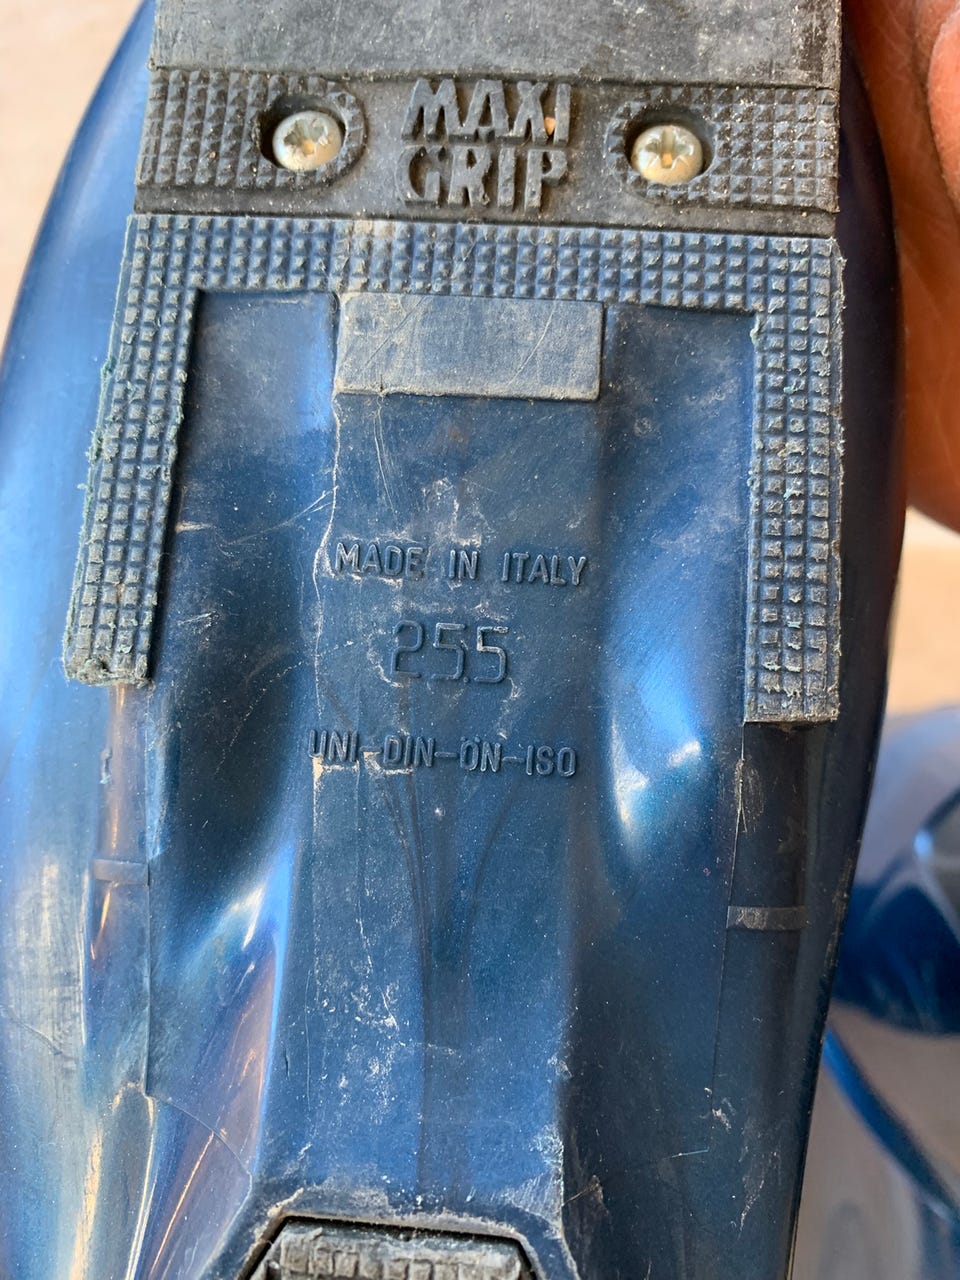 MAXI
GRIP
MADE IN ITALY
25.5
UNI-DIN-ÖN-ISO